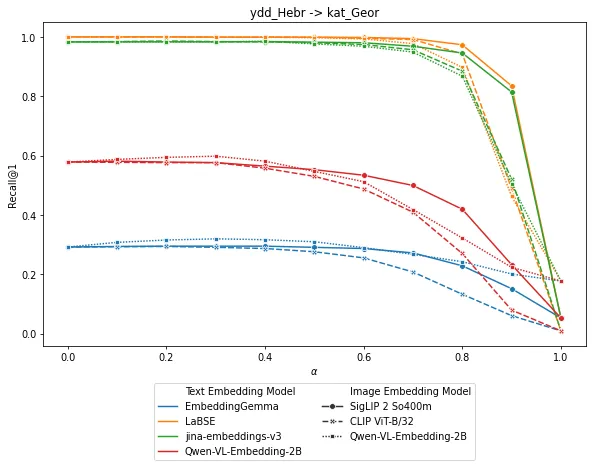 ydd_Hebr -> kat_Geor
Recall@1
1.0
0.8
0.6
0.4
0.2
0.0
0.0 0.2 0.4 0.6 0.8 1.0
α
Text Embedding Model
EmbeddingGemma
LaBSE
jina-embeddings-v3
Qwen-VL-Embedding-2B
Image Embedding Model
SigLIP 2 So400m
CLIP ViT-B/32
Qwen-VL-Embedding-2B